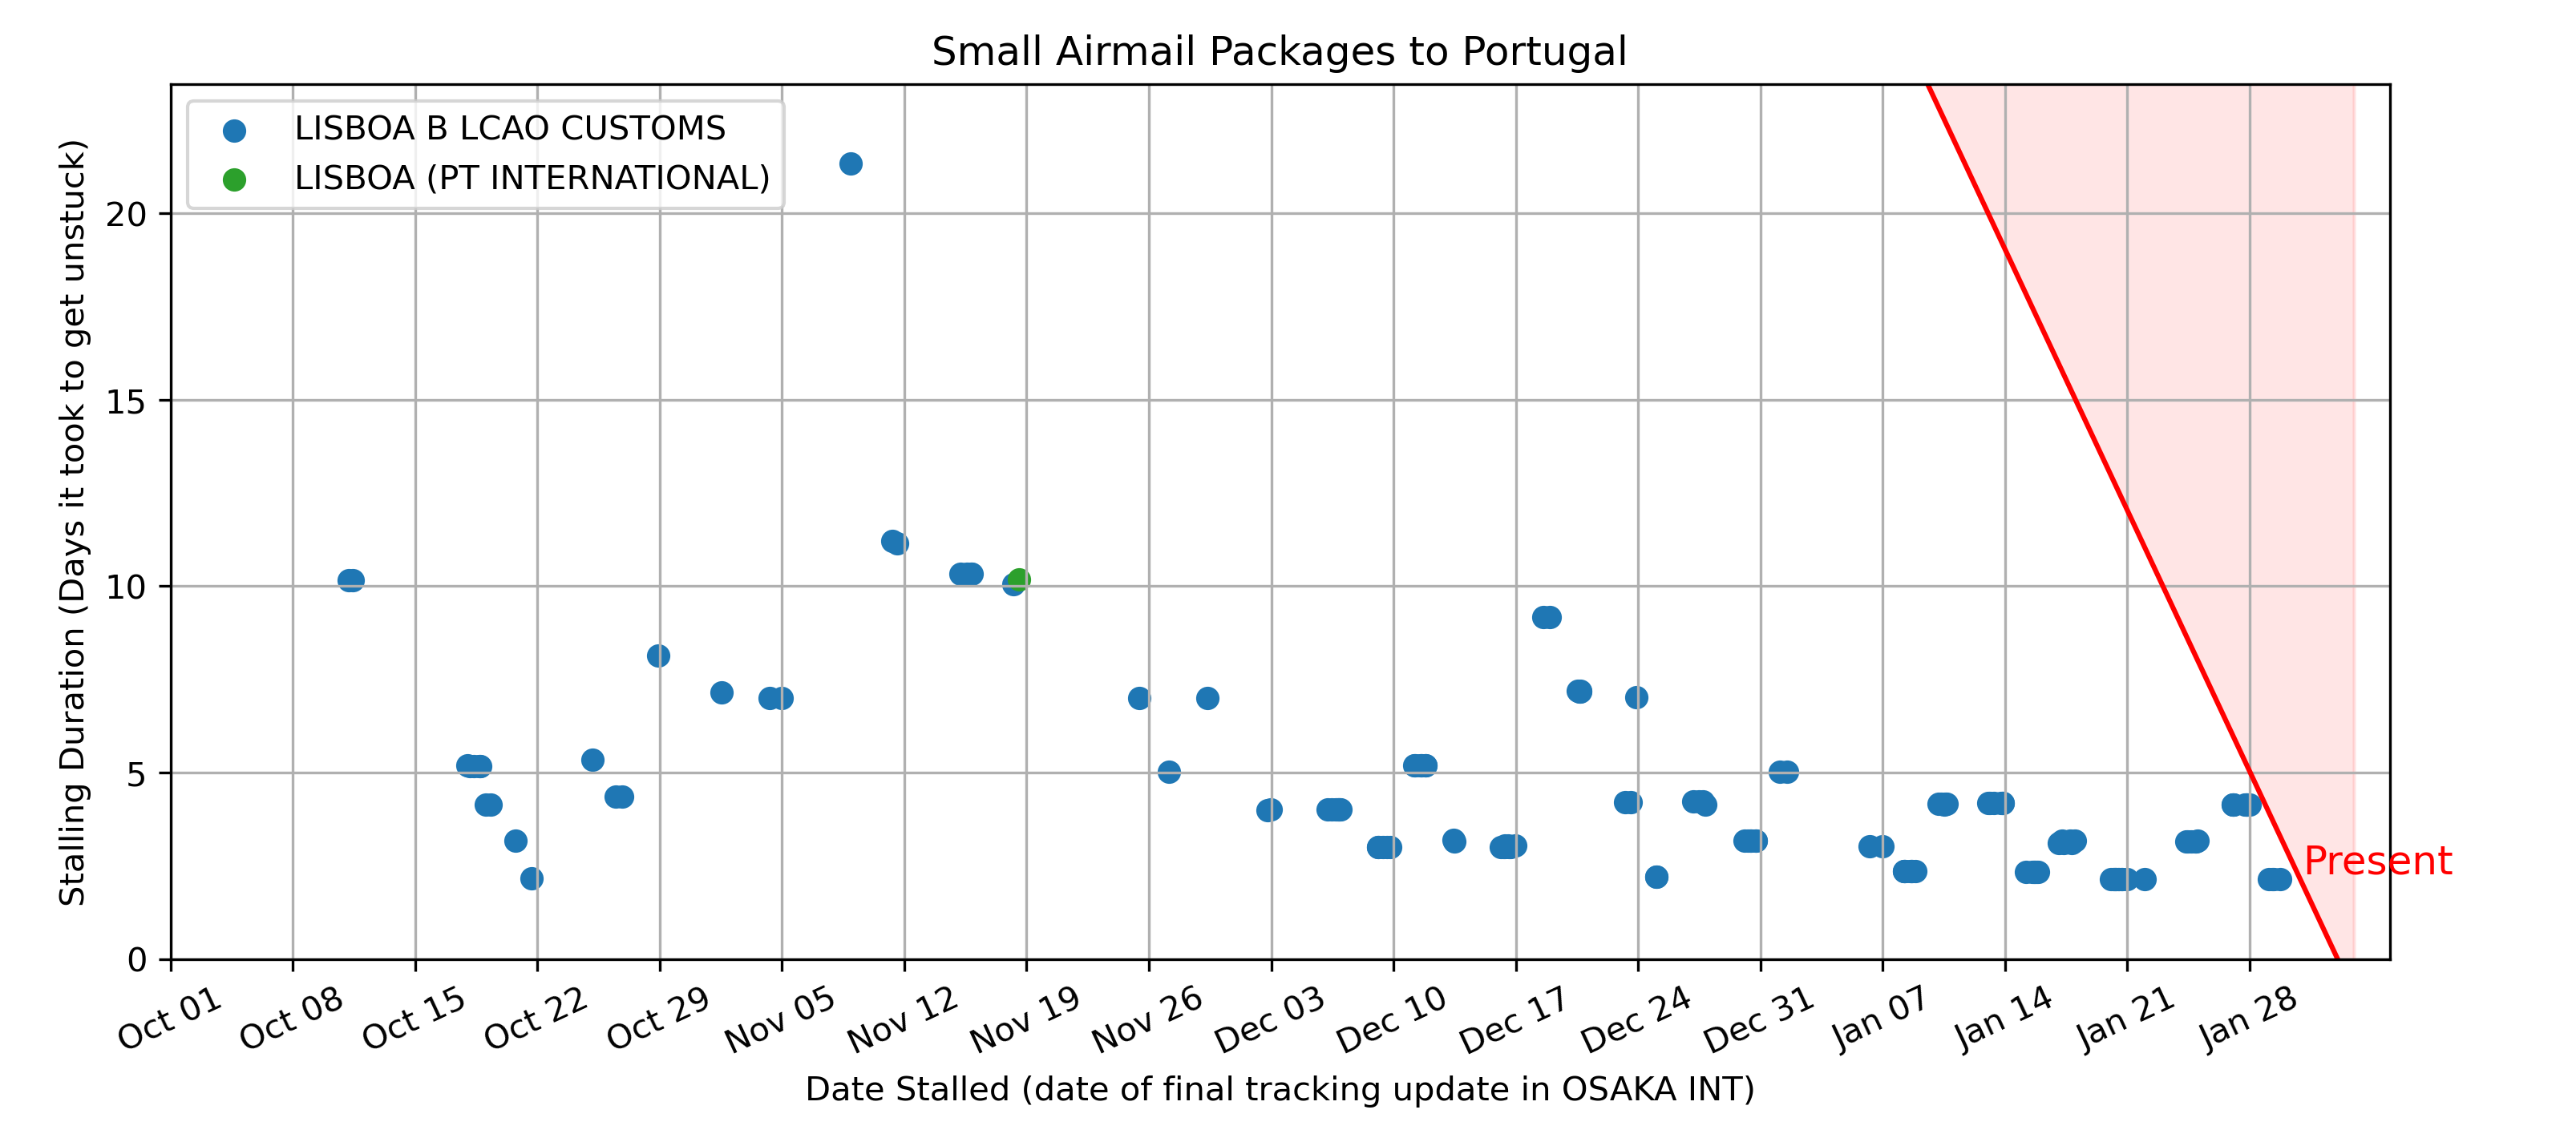 Small Airmail Packages to Portugal
LISBOA B LCAO CUSTOMS
LISBOA (PT INTERNATIONAL)
Stalling Duration (Days it took to get unstuck)
20
15
10
5
0
Present
Oct 01
Oct 08
Oct 15
Oct 22
Oct 29
Nov 05
Nov 12
Nov 19
Nov 26
Dec 03
Dec 10
Dec 17
Dec 24
Dec 31
Jan 07
Jan 14
Jan 21
Jan 28
Date Stalled (date of final tracking update in OSAKA INT)